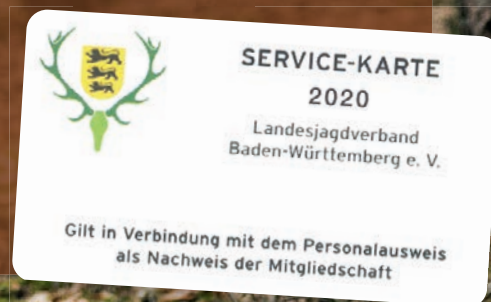 SERVICE-KARTE
2020
Landesjagdverband
Baden-Württemberg e. V.
Gilt in Verbindung mit dem Personalausweis
als Nachweis der Mitgliedschaft